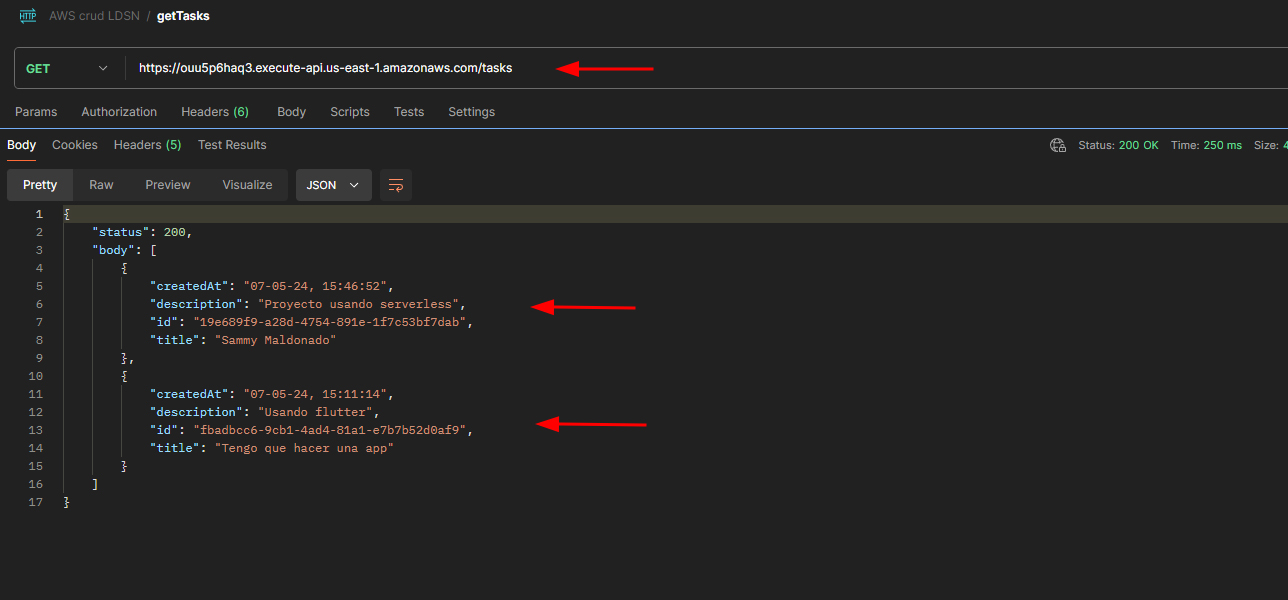 HTTP AWS crud LDSN / getTasks
GET https://ouu5p6haq3.execute-api.us-east-1.amazonaws.com/tasks
Params Authorization Headers (6) Body Scripts Tests Settings
Body Cookies Headers (5) Test Results Status: 200 OK Time: 250 ms Size: 4
Pretty Raw Preview Visualize JSON
1 {
2 "status": 200,
3 "body": [
4 {
5 "createdAt": "07-05-24, 15:46:52",
6 "description": "Proyecto usando serverless",
7 "id": "19e689f9-a28d-4754-891e-1f7c53bf7dab",
8 "title": "Sammy Maldonado"
9 },
10 {
11 "createdAt": "07-05-24, 15:11:14",
12 "description": "Usando flutter",
13 "id": "fbadbcc6-9cb1-4ad4-81a1-e7b7b52d0af9",
14 "title": "Tengo que hacer una app"
15 }
16 ]
17 }